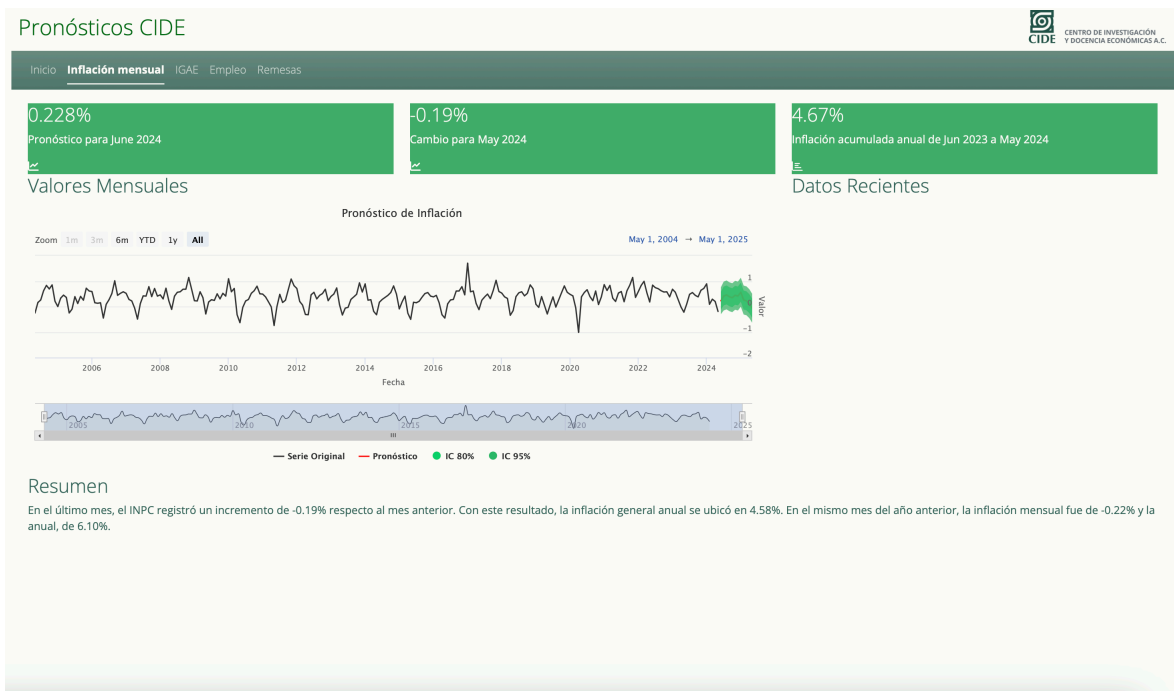 Pronósticos CIDE
CIDE
CENTRO DE INVESTIGACIÓN
Y DOCENCIA ECONÓMICAS A.C.
Inicio Inflación mensual IGAE Empleo Remesas
0.228%
Pronóstico para June 2024
-0.19%
Cambio para May 2024
4.67%
Inflación acumulada anual de Jun 2023 a May 2024
Valores Mensuales
Datos Recientes
Pronóstico de Inflación
Zoom 1m 3m 6m YTD 1y All
May 1, 2004 → May 1, 2025
1
0
−1
−2
Valor
2006 2008 2010 2012 2014 2016 2018 2020 2022 2024
Fecha
2005 2010 2015 2020 2025
Serie Original Pronóstico IC 80% IC 95%
Resumen
En el último mes, el INPC registró un incremento de -0.19% respecto al mes anterior. Con este resultado, la inflación general anual se ubicó en 4.58%. En el mismo mes del año anterior, la inflación mensual fue de -0.22% y la
anual, de 6.10%.